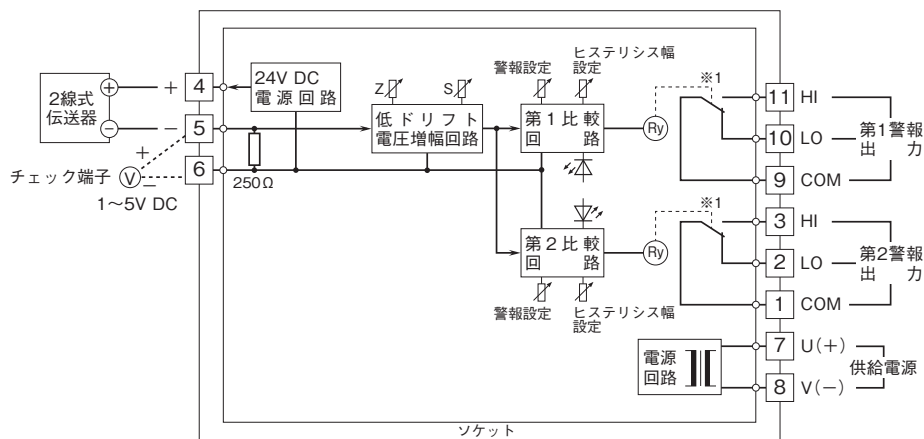 2線式
伝送器
+
−
+
−
4
5
6
+
−
V
チェック端子
1〜5V DC
24V DC
電源回路
250Ω
Z
S
低ドリフト
電圧増幅回路
警報設定
ヒステリシス幅
設定
第1比較
回路
Ry
※1
11
HI
10
LO
9
COM
第1警報
出力
第2比較
回路
警報設定
ヒステリシス幅
設定
Ry
※1
3
HI
2
LO
1
COM
第2警報
出力
電源
回路
7
U(+)
8
V(−)
供給電源
ソケット